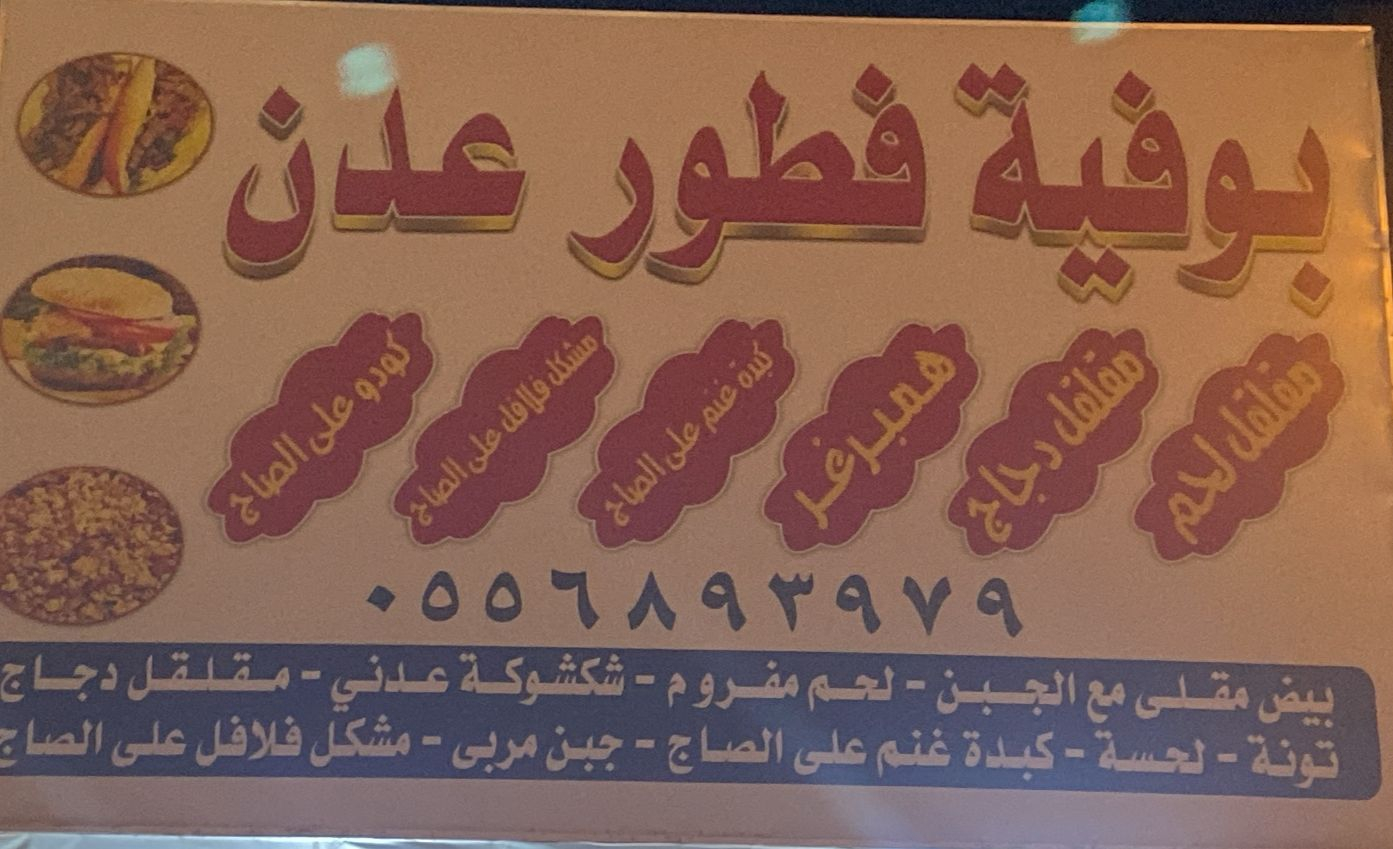 بوفية فطور عدن
مقلقل لحم
مقلقل دجاج
همبرغر
كبدة غنم على الصاج
مشكل فلافل على الصاج
كودو على الصاج
٠٥٥٦٨٩٣٩٧٩
بيض مقلى مع الجبن - لحم مفروم - شكشوكة عدني - مقلقل دجاج
تونة - لحسة - كبدة غنم على الصاج - جبن مربى - مشكل فلافل على الصاج